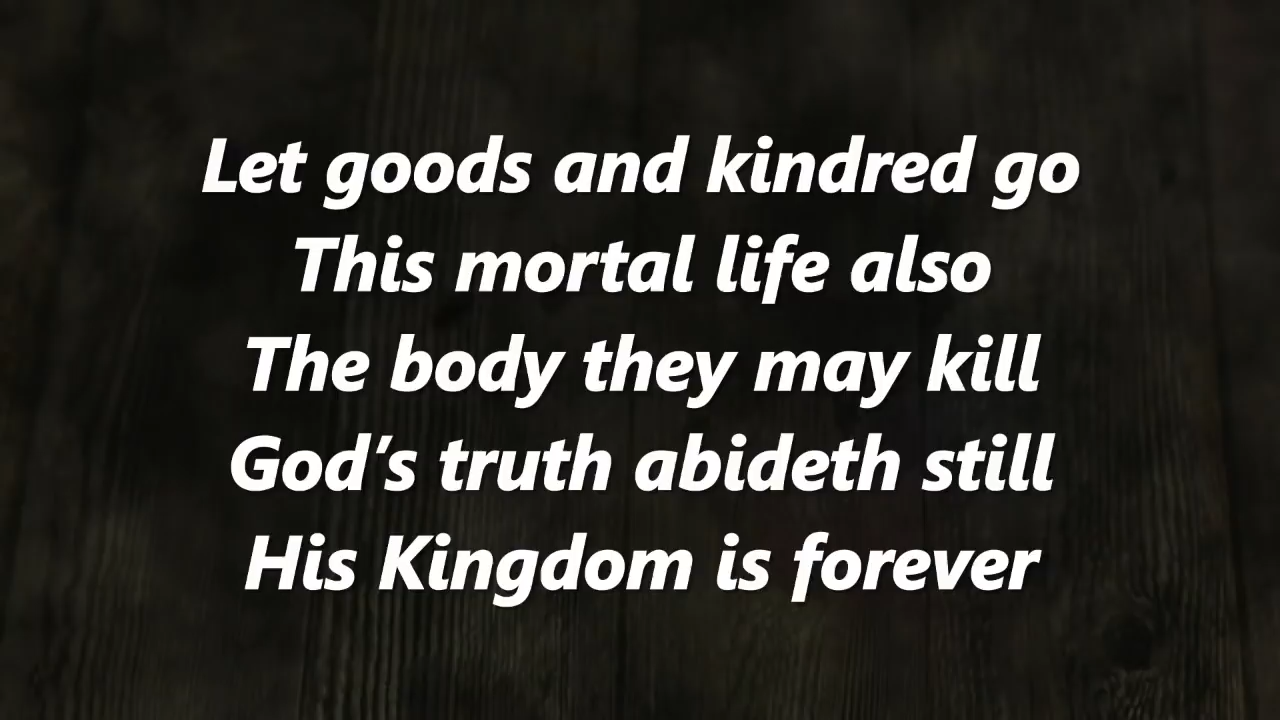 Let goods and kindred go
This mortal life also
The body they may kill
God’s truth abideth still
His Kingdom is forever